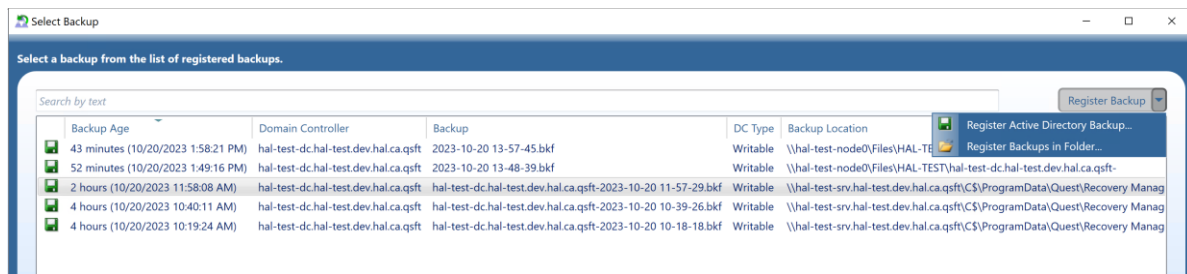 Select Backup
Select a backup from the list of registered backups.
Search by text
Register Backup
Register Active Directory Backup...
Register Backups in Folder...
Backup Age Domain Controller Backup DC Type Backup Location
43 minutes (10/20/2023 1:58:21 PM) hal-test-dc.hal-test.dev.hal.ca.qsft 2023-10-20 13-57-45.bkf Writable \\hal-test-node0\Files\HAL-TE
52 minutes (10/20/2023 1:49:16 PM) hal-test-dc.hal-test.dev.hal.ca.qsft 2023-10-20 13-48-39.bkf Writable \\hal-test-node0\Files\HAL-TEST\hal-test-dc.hal-test.dev.hal.ca.qsft-
2 hours (10/20/2023 11:58:08 AM) hal-test-dc.hal-test.dev.hal.ca.qsft hal-test-dc.hal-test.dev.hal.ca.qsft-2023-10-20 11-57-29.bkf Writable \\hal-test-srv.hal-test.dev.hal.ca.qsft\C$\ProgramData\Quest\Recovery Manag
4 hours (10/20/2023 10:40:11 AM) hal-test-dc.hal-test.dev.hal.ca.qsft hal-test-dc.hal-test.dev.hal.ca.qsft-2023-10-20 10-39-26.bkf Writable \\hal-test-srv.hal-test.dev.hal.ca.qsft\C$\ProgramData\Quest\Recovery Manag
4 hours (10/20/2023 10:19:24 AM) hal-test-dc.hal-test.dev.hal.ca.qsft hal-test-dc.hal-test.dev.hal.ca.qsft-2023-10-20 10-18-18.bkf Writable \\hal-test-srv.hal-test.dev.hal.ca.qsft\C$\ProgramData\Quest\Recovery Manag